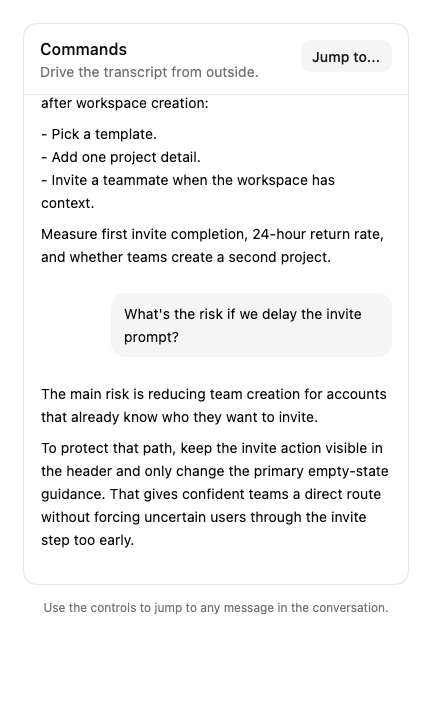 Commands
Drive the transcript from outside.
Jump to...
after workspace creation:
- Pick a template.
- Add one project detail.
- Invite a teammate when the workspace has
context.
Measure first invite completion, 24-hour return rate,
and whether teams create a second project.
What's the risk if we delay the invite
prompt?
The main risk is reducing team creation for accounts
that already know who they want to invite.
To protect that path, keep the invite action visible in
the header and only change the primary empty-state
guidance. That gives confident teams a direct route
without forcing uncertain users through the invite
step too early.
Use the controls to jump to any message in the conversation.